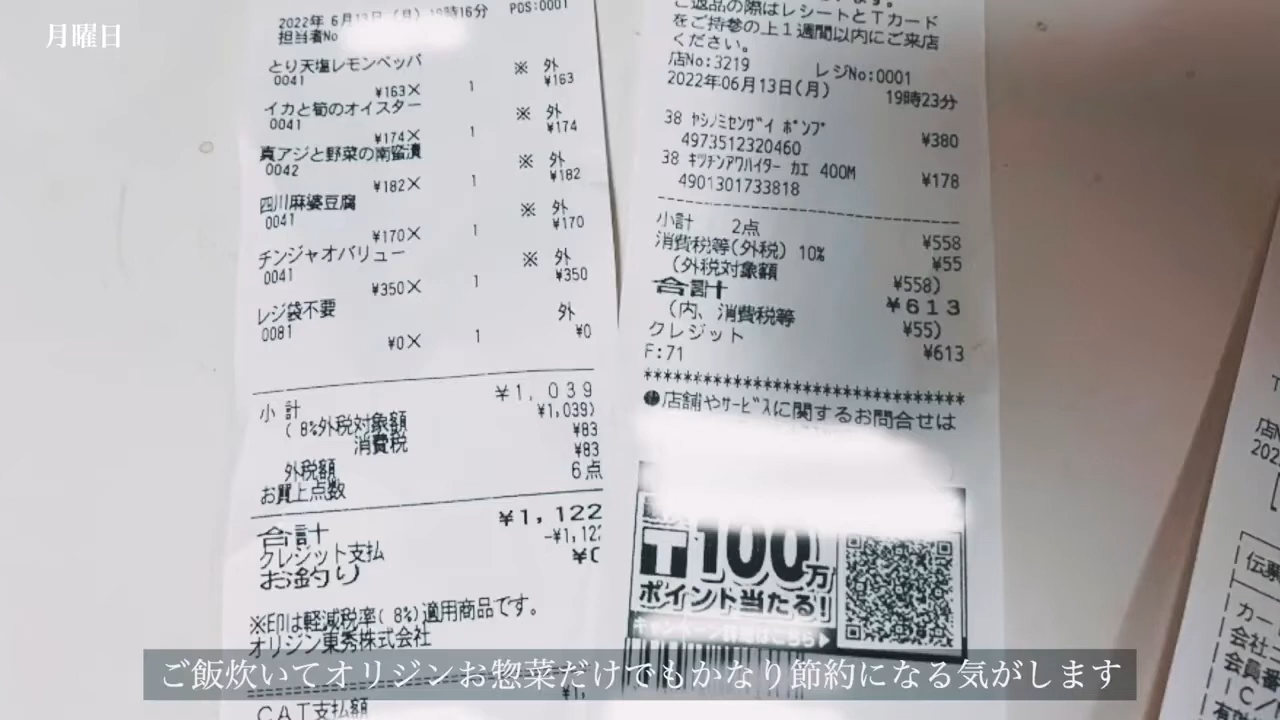 月曜日
2022年 6月13日(月) 19時16分 POS:0001
担当者No
とり天塩レモンペッパ ※ 外
0041 ¥163× 1 ¥163
イカと筍のオイスター ※ 外
0041 ¥174× 1 ¥174
真アジと野菜の南蛮漬 ※ 外
0042 ¥182× 1 ¥182
四川麻婆豆腐 ※ 外
0041 ¥170× 1 ¥170
チンジャオバリュー ※ 外
0041 ¥350× 1 ¥350
レジ袋不要 外
0081 ¥0× 1 ¥0
小 計 ¥1,039
( 8%外税対象額 ¥1,039)
消費税 ¥83
外税額 ¥83
お買上点数 6点
合計 ¥1,122
クレジット支払 -¥1,12
お釣り
※印は軽減税率( 8%)適用商品です。
オリジン東秀株式会社
CAT支払額
ご返品の際はレシートとTカード
をご持参の上1週間以内にご来店
ください。
店No:3219 レジNo:0001
2022年06月13日(月) 19時23分
38 ヤシノミセンザイ ポンプ ¥380
4973512320460
38 キツチンアワハイター カエ 400M ¥178
4901301733818
小計 2点 ¥558
消費税等(外税) 10% ¥55
(外税対象額 ¥558)
合計 ¥613
(内、消費税等 ¥55)
クレジット ¥613
F:71
******************************
●店舗やサービスに関するお問合せは
T100万
ポイント当たる!
伝票
カー
会社
会員番
IC/
有効
ご飯炊いてオリジンお惣菜だけでもかなり節約になる気がします